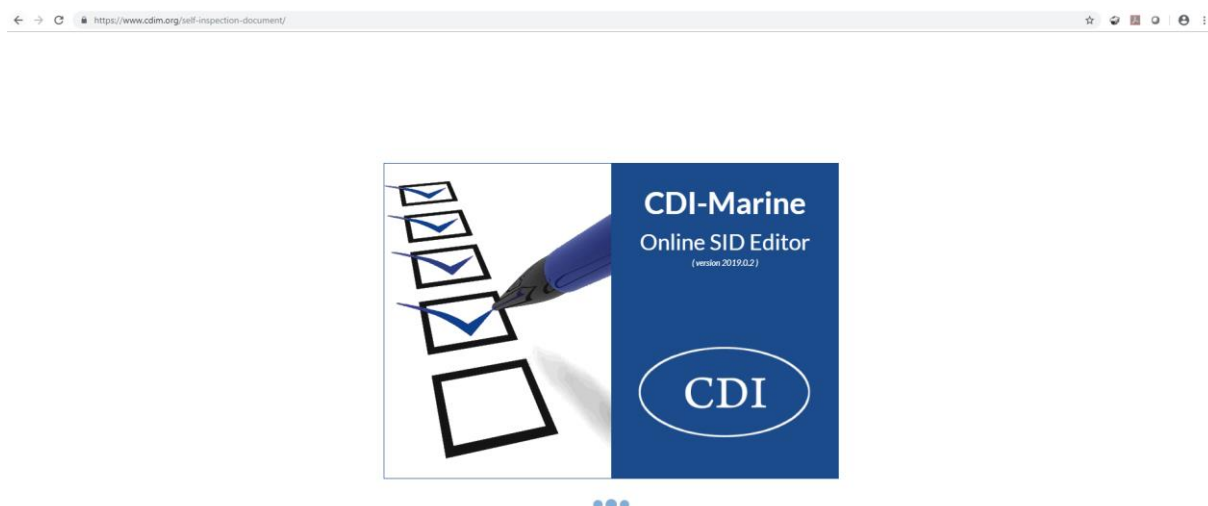 https://www.cdim.org/self-inspection-document/
CDI-Marine
Online SID Editor
( version 2019.0.2 )
CDI